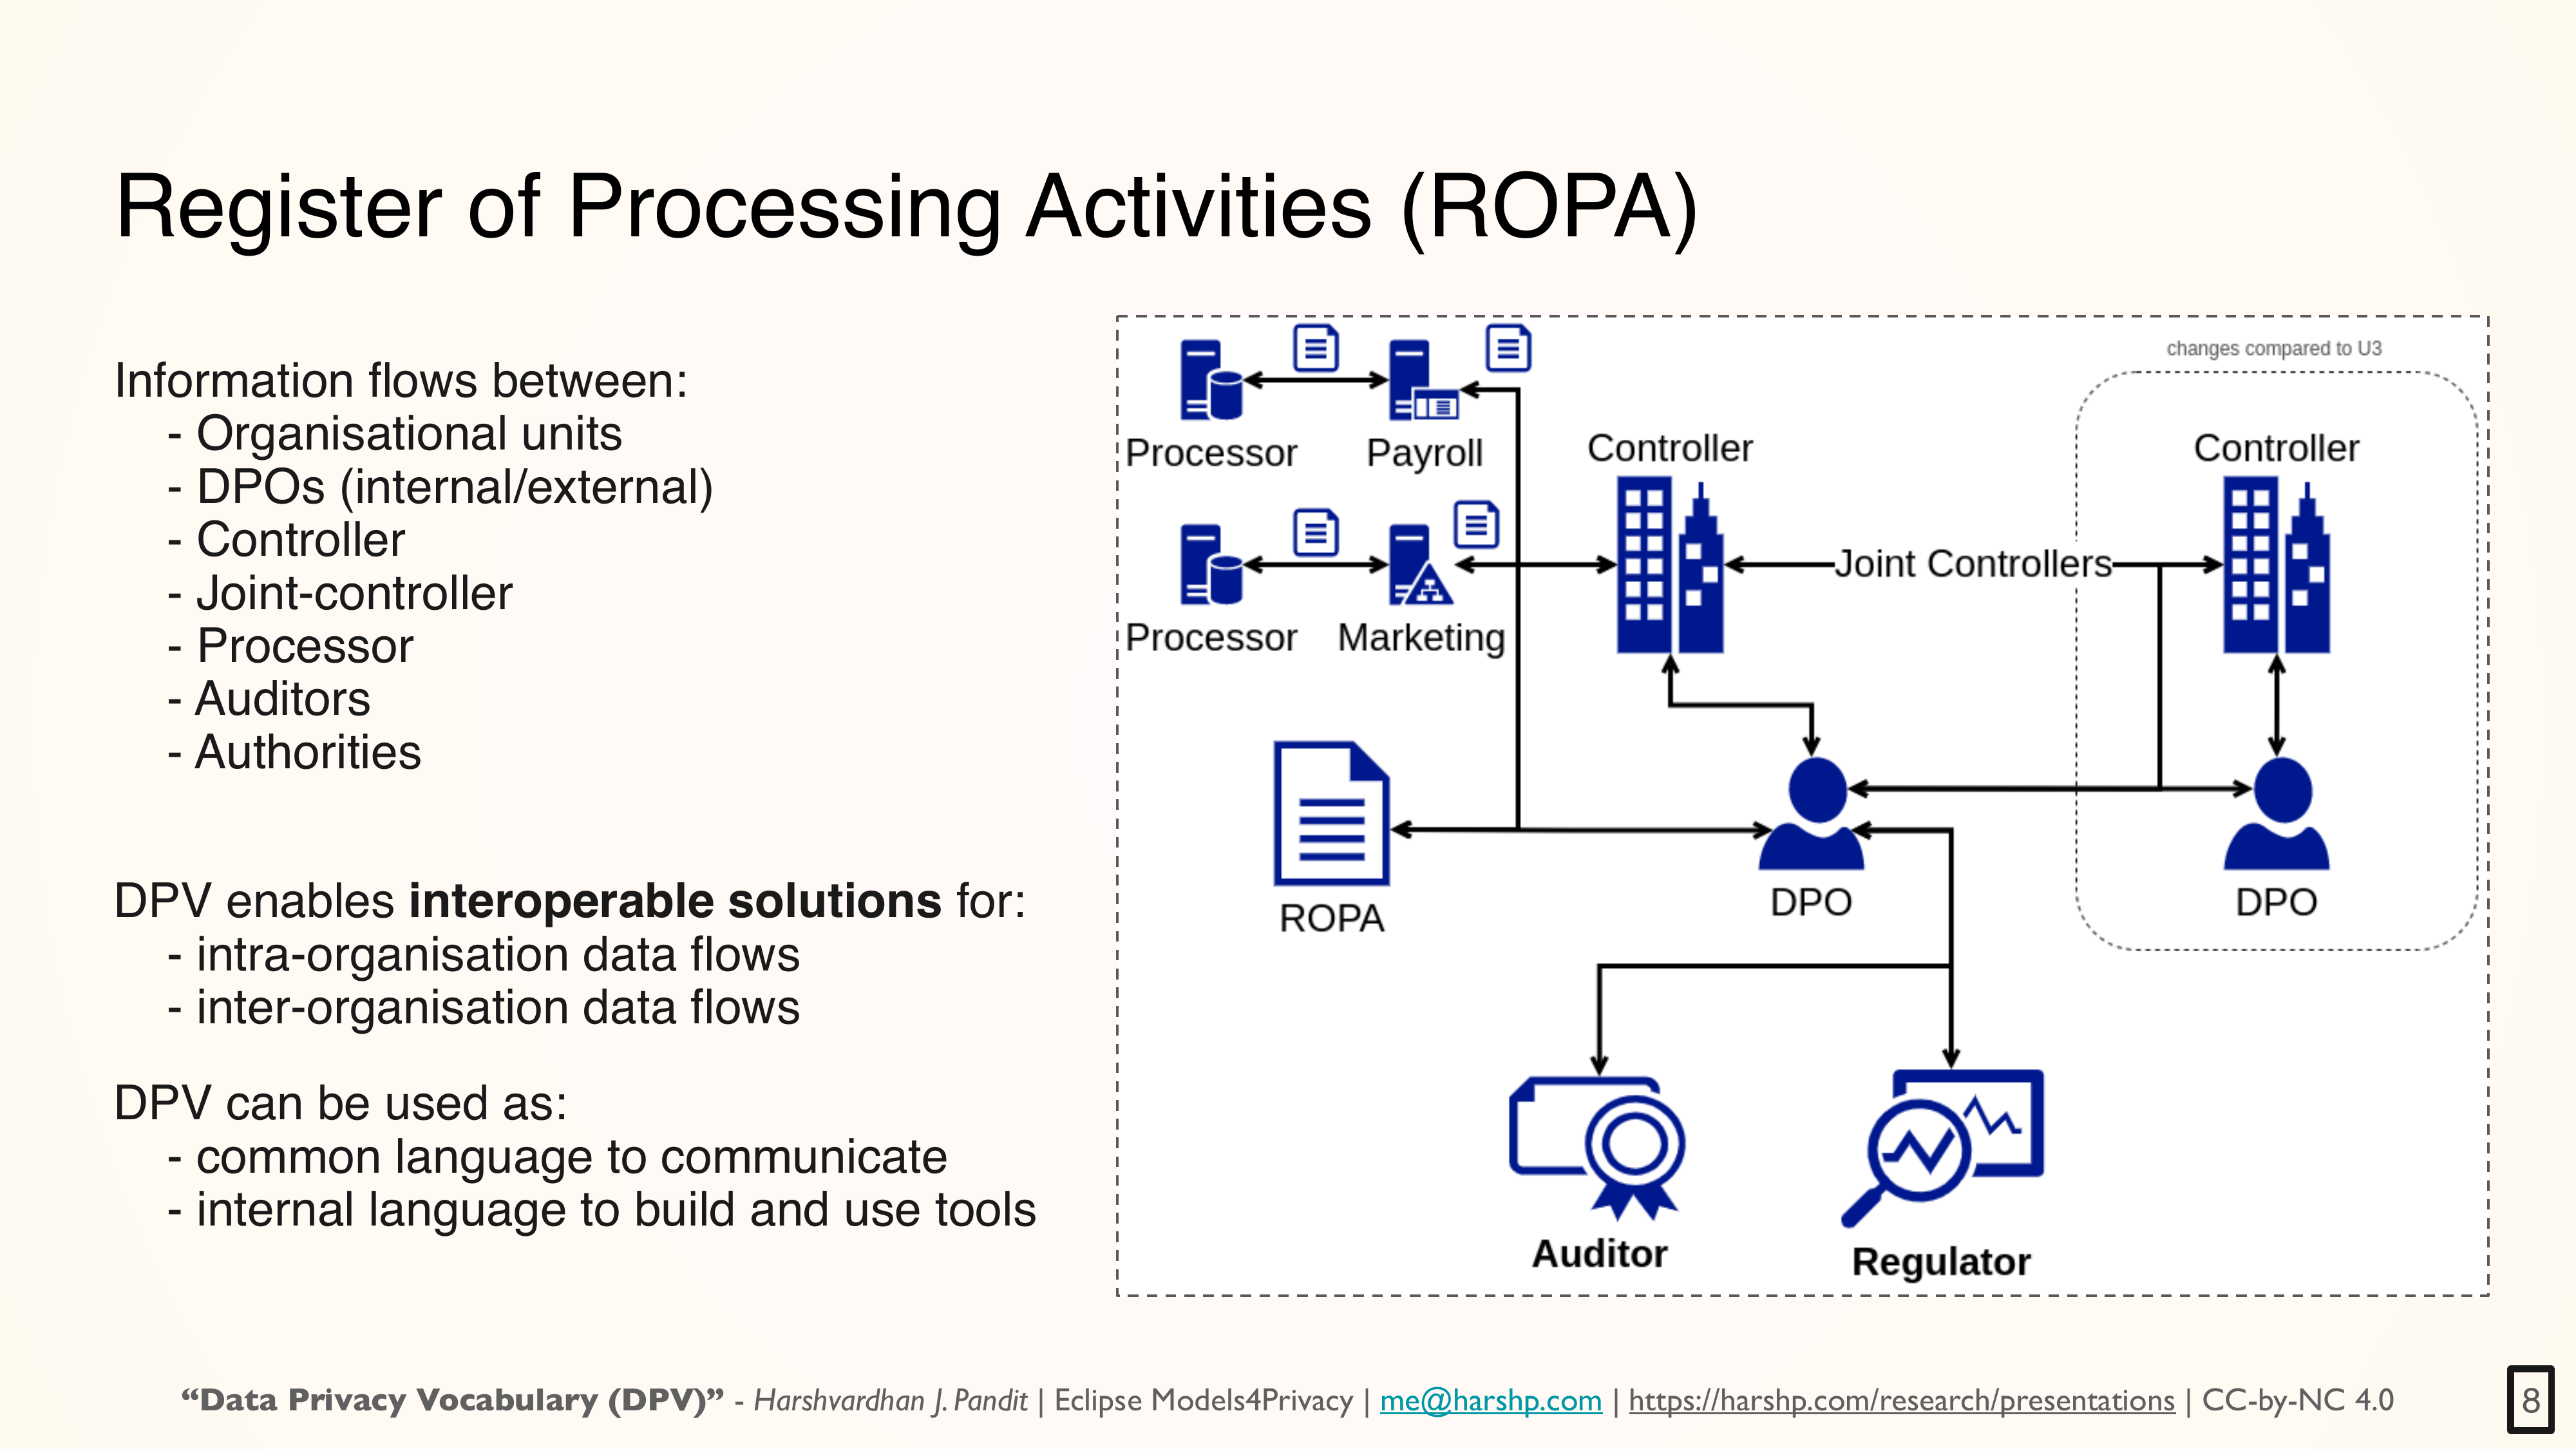 Register of Processing Activities (ROPA)
Information flows between:
- Organisational units
- DPOs (internal/external)
- Controller
- Joint-controller
- Processor
- Auditors
- Authorities
DPV enables interoperable solutions for:
- intra-organisation data flows
- inter-organisation data flows
DPV can be used as:
- common language to communicate
- internal language to build and use tools
changes compared to U3
Processor
Payroll
Controller
Controller
Joint Controllers
Processor
Marketing
ROPA
DPO
DPO
Auditor
Regulator
“Data Privacy Vocabulary (DPV)” - Harshvardhan J. Pandit | Eclipse Models4Privacy | me@harshp.com | https://harshp.com/research/presentations | CC-by-NC 4.0
8